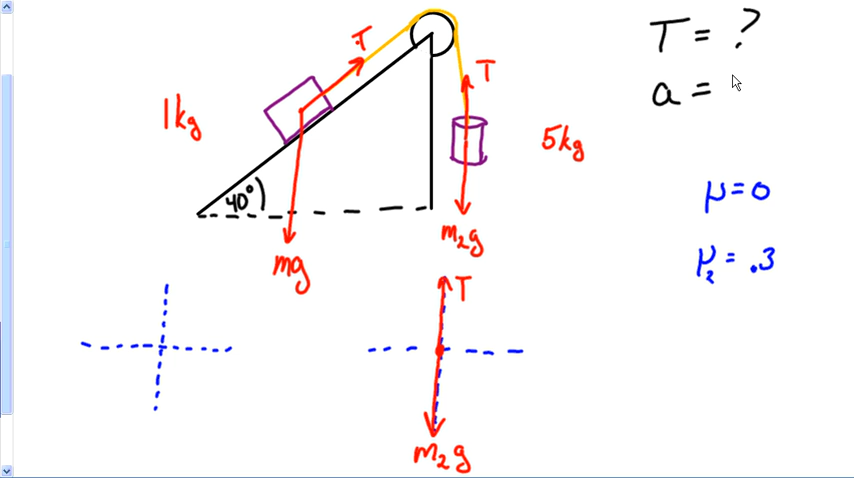 T = ?
a =
T
T
1kg
5kg
40°
m₂g
mg
μ = 0
μ₂ = .3
T
m₂g